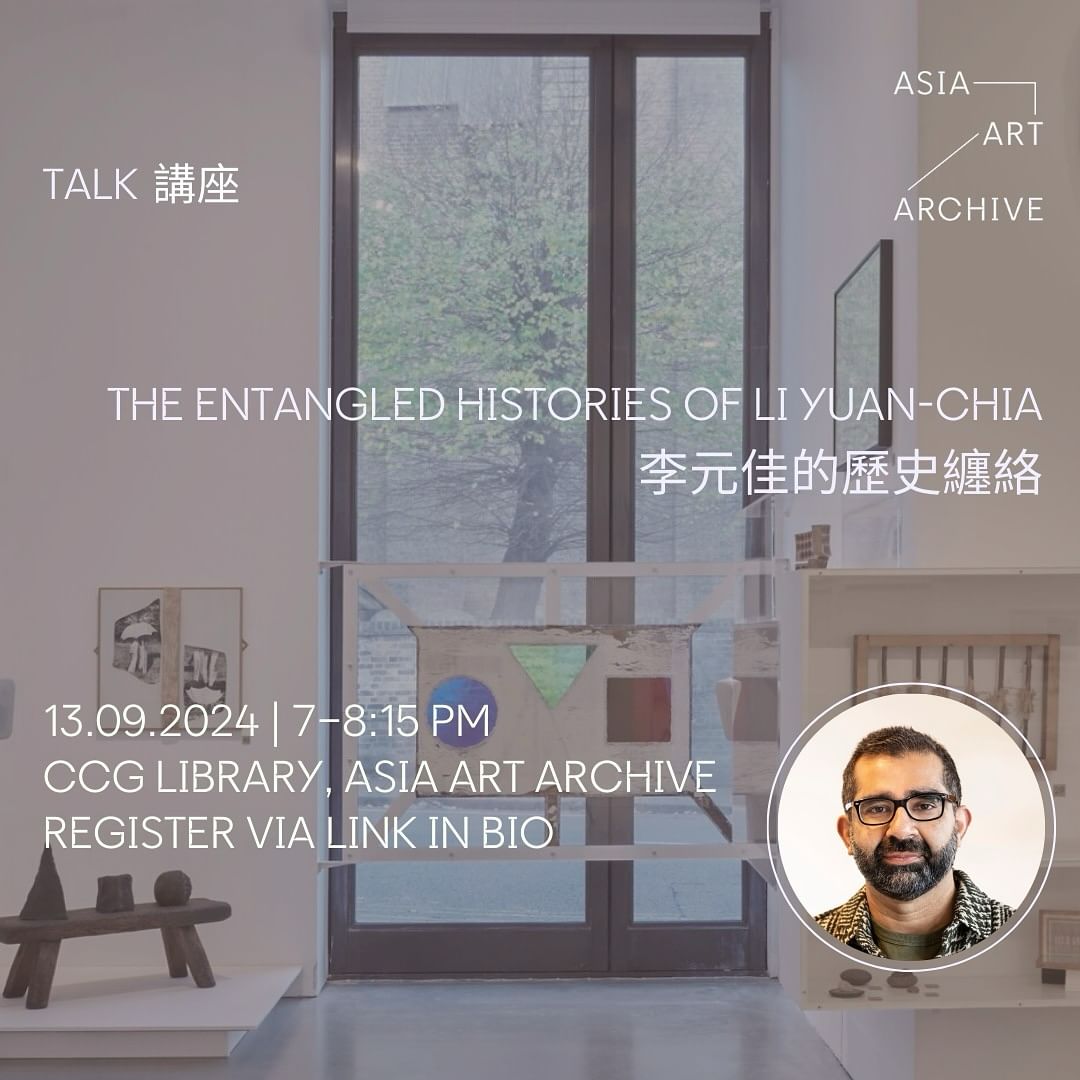 ASIA
ART
ARCHIVE
TALK 講座
THE ENTANGLED HISTORIES OF LI YUAN-CHIA
李元佳的歷史纏絡
13.09.2024 | 7–8:15 PM
CCG LIBRARY, ASIA ART ARCHIVE
REGISTER VIA LINK IN BIO